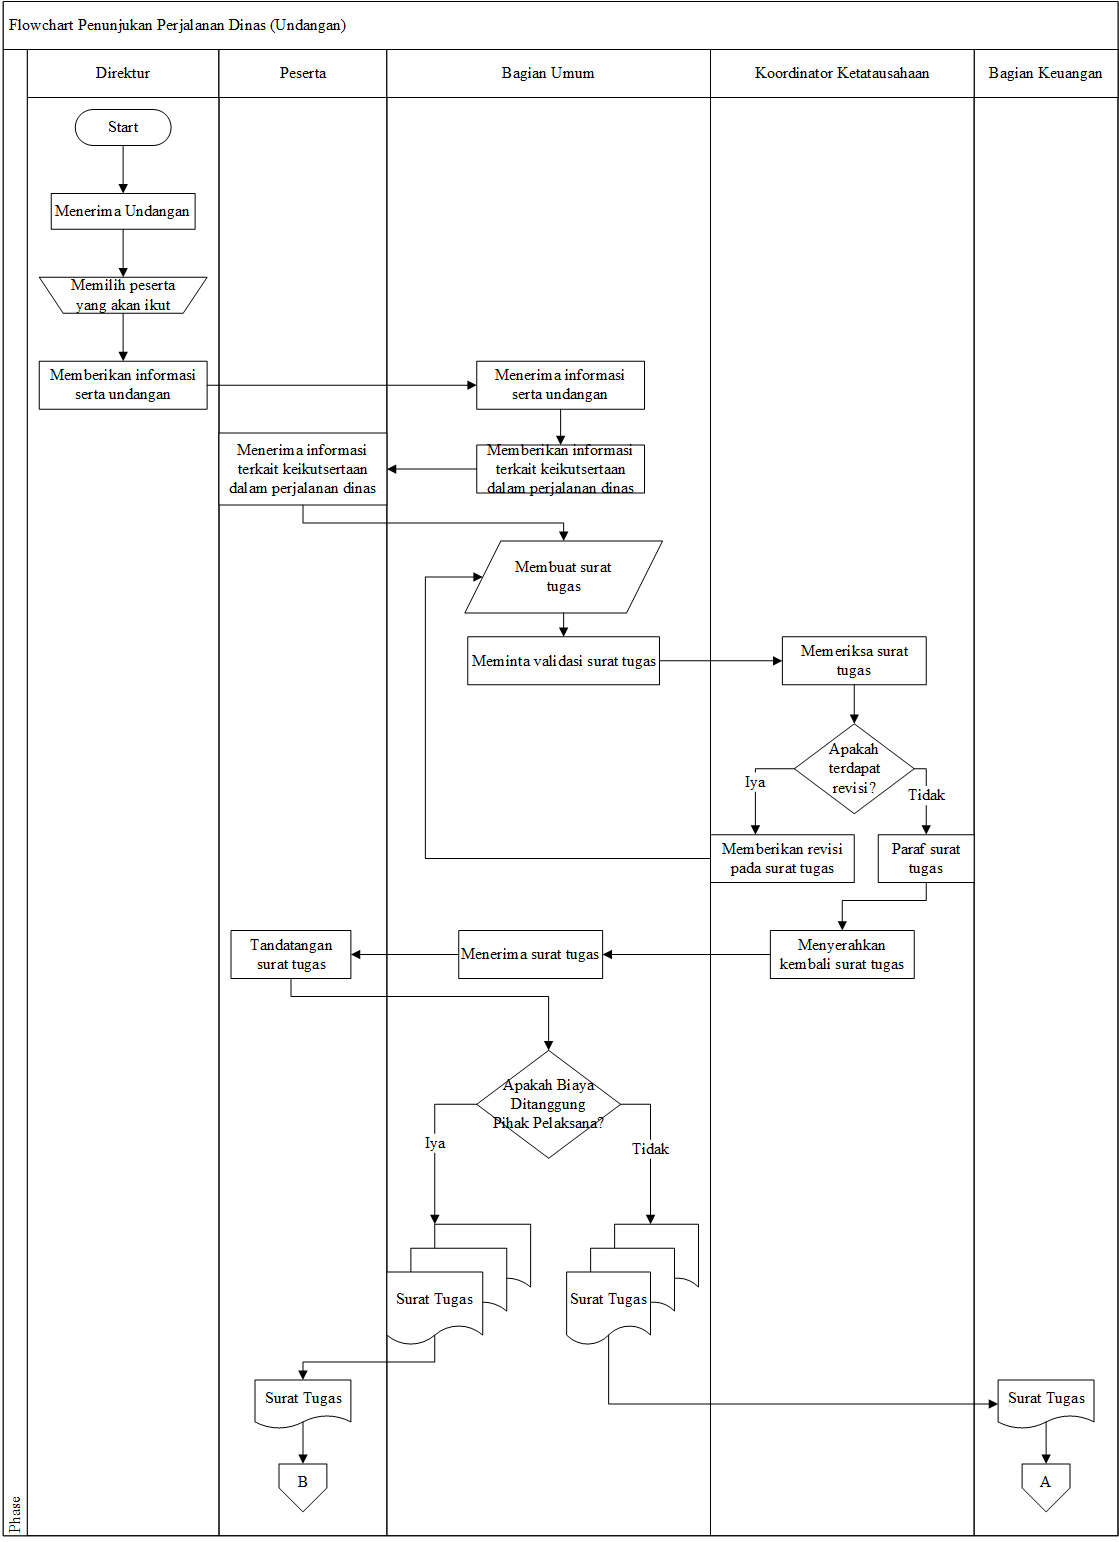 Flowchart Penunjukan Perjalanan Dinas (Undangan)
Direktur
Peserta
Bagian Umum
Koordinator Ketatausahaan
Bagian Keuangan
Start
Menerima Undangan
Memilih peserta
yang akan ikut
Memberikan informasi
serta undangan
Menerima informasi
serta undangan
Memberikan informasi
terkait keikutsertaan
dalam perjalanan dinas
Menerima informasi
terkait keikutsertaan
dalam perjalanan dinas
Membuat surat
tugas
Meminta validasi surat tugas
Memeriksa surat
tugas
Apakah
terdapat
revisi?
Iya
Tidak
Memberikan revisi
pada surat tugas
Paraf surat
tugas
Menyerahkan
kembali surat tugas
Menerima surat tugas
Tandatangan
surat tugas
Apakah Biaya
Ditanggung
Pihak Pelaksana?
Iya
Tidak
Surat Tugas
Surat Tugas
Surat Tugas
Surat Tugas
B
A
Phase